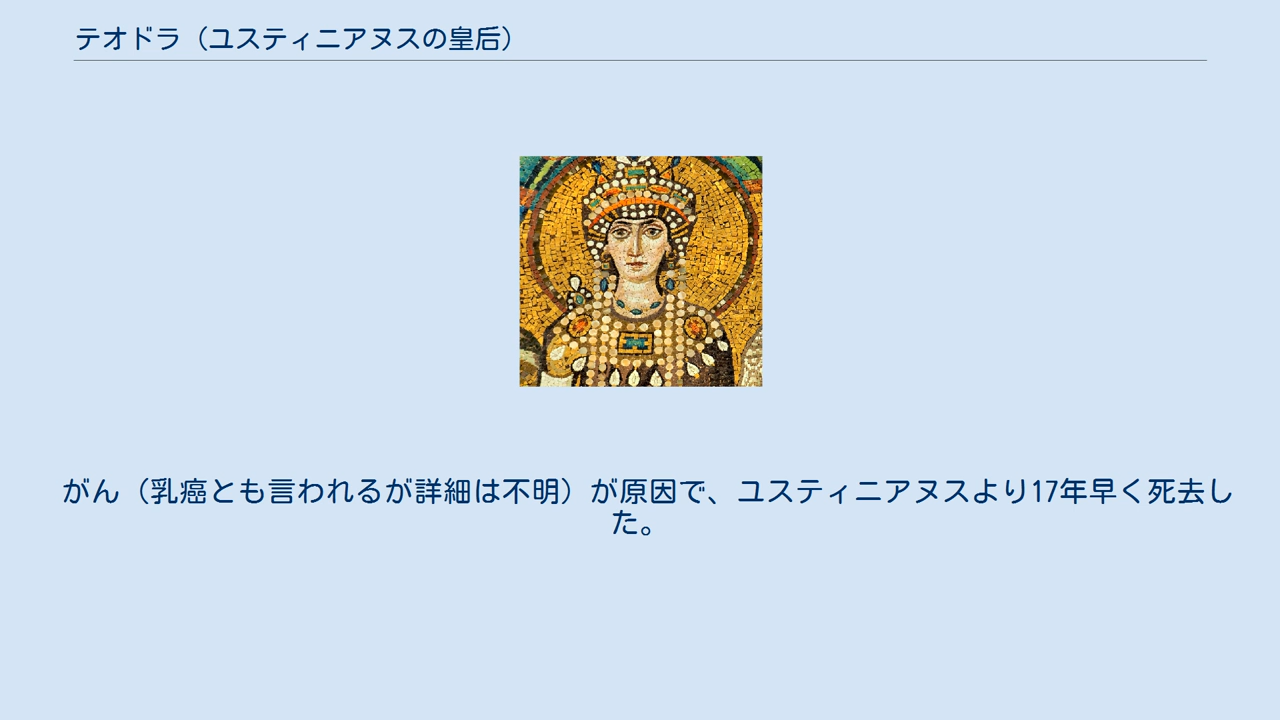 テオドラ（ユスティニアヌスの皇后）
がん（乳癌とも言われるが詳細は不明）が原因で、ユスティニアヌスより17年早く死去し
た。